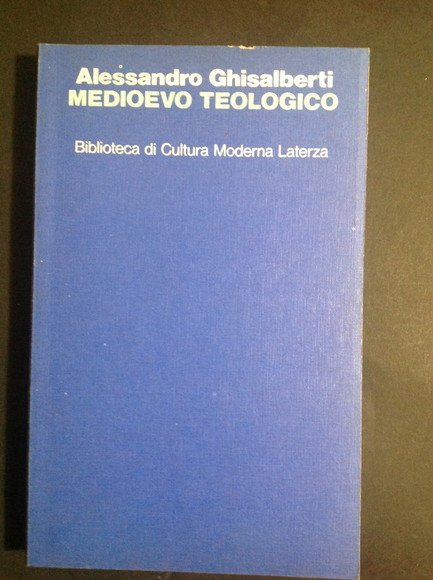 Alessandro Ghisalberti
MEDIOEVO TEOLOGICO
Biblioteca di Cultura Moderna Laterza